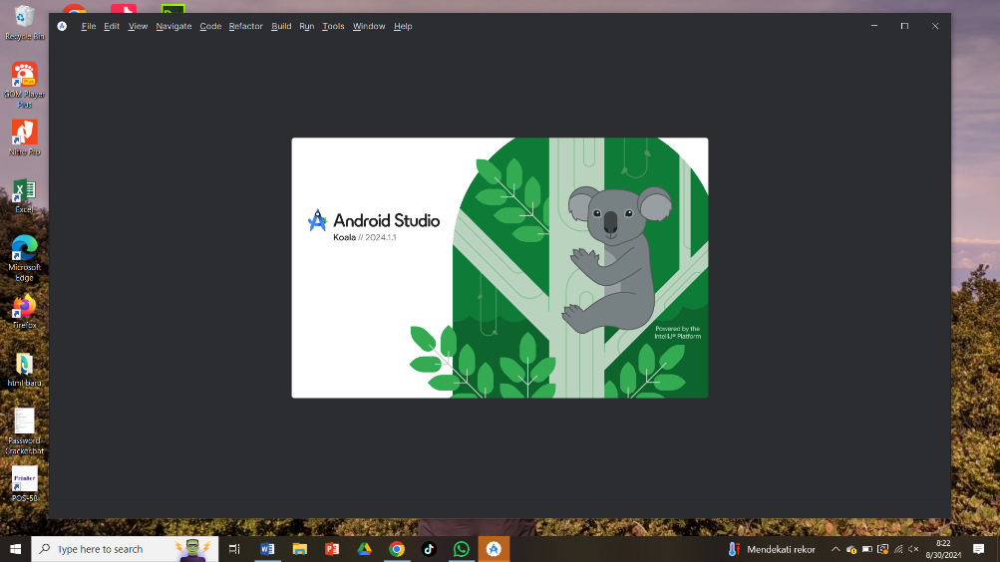 Recycle Bin
GOM Player
Plus
Nitro Pro
Excel
Microsoft
Edge
Firefox
html baru
Password
Cracker.bat
Printer
POS-58
File Edit View Navigate Code Refactor Build Run Tools Window Help
Android Studio
Koala // 2024.1.1
Powered by the
IntelliJ® Platform
Type here to search
Mendekati rekor
8:22
8/30/2024